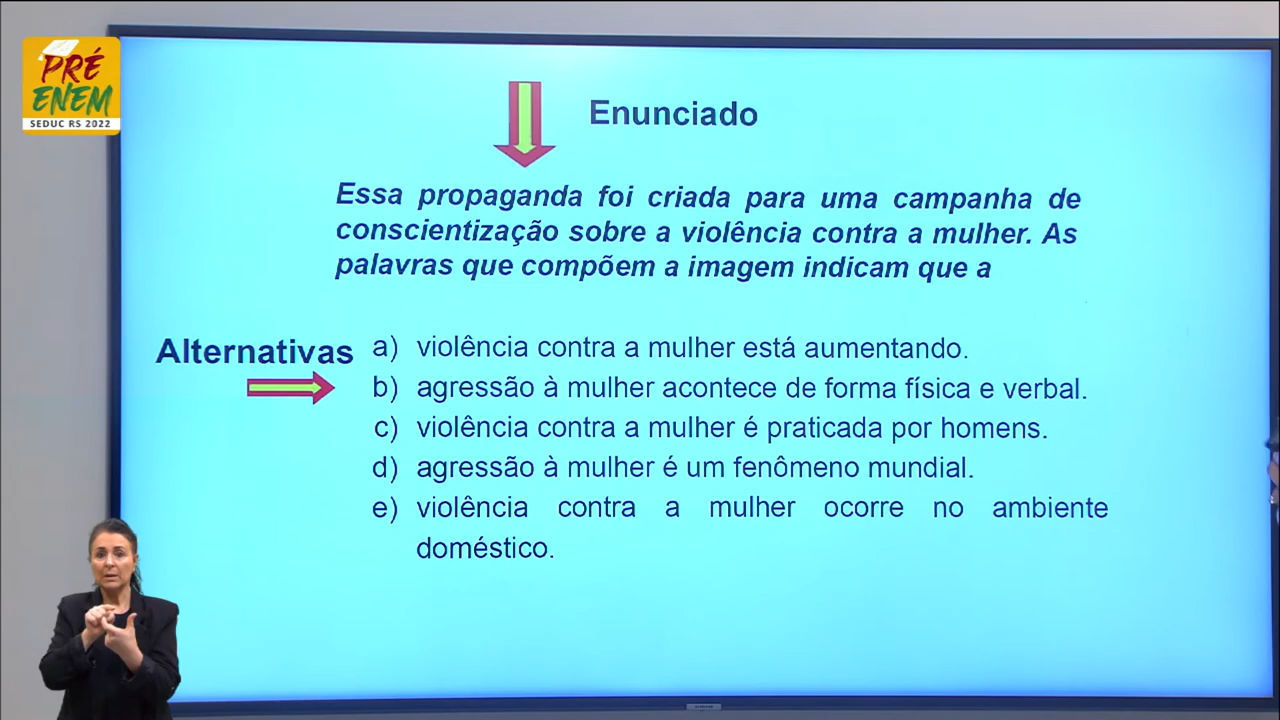 PRÉ
ENEM
SEDUC RS 2022
Enunciado
Essa propaganda foi criada para uma campanha de
conscientização sobre a violência contra a mulher. As
palavras que compõem a imagem indicam que a
Alternativas
a) violência contra a mulher está aumentando.
b) agressão à mulher acontece de forma física e verbal.
c) violência contra a mulher é praticada por homens.
d) agressão à mulher é um fenômeno mundial.
e) violência contra a mulher ocorre no ambiente
doméstico.